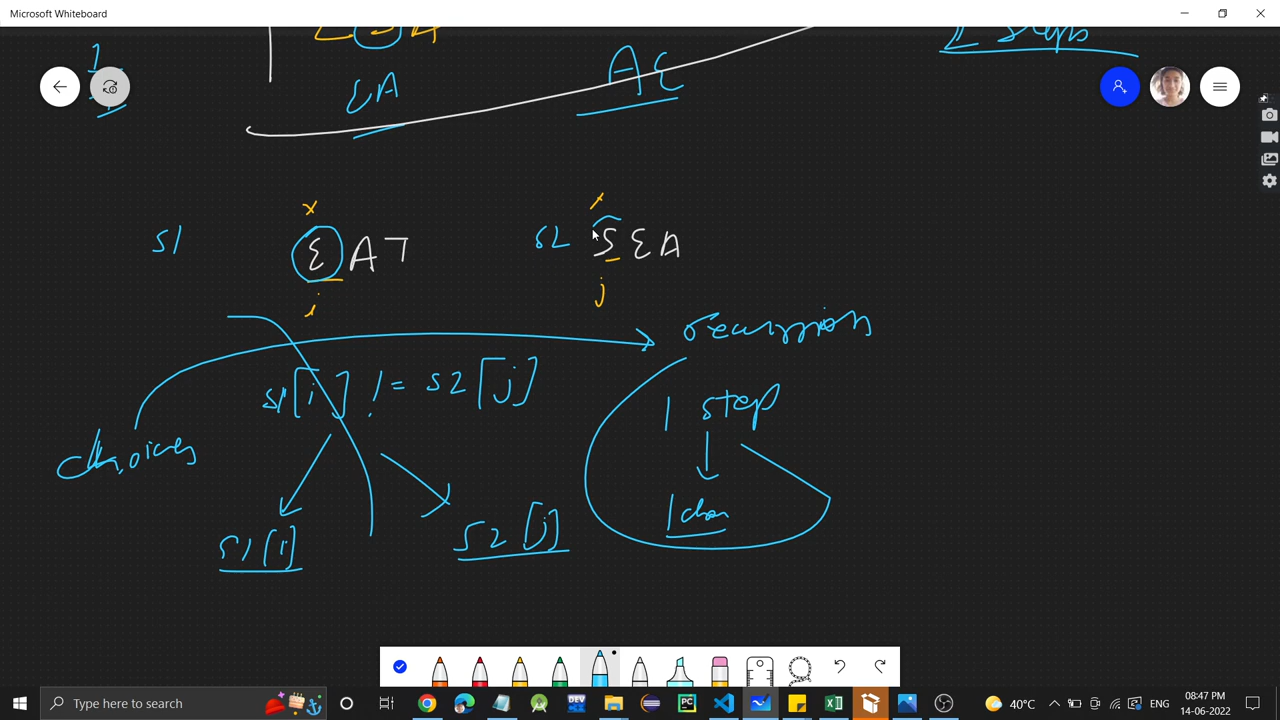 Microsoft Whiteboard
2 steps
EA
AE
S1
EAT
S2
SEA
i
j
recursion
S1[i] != S2[j]
1 step
choices
1 char
S1[i]
S2[j]
Type here to search
40°C
ENG
08:47 PM
14-06-2022